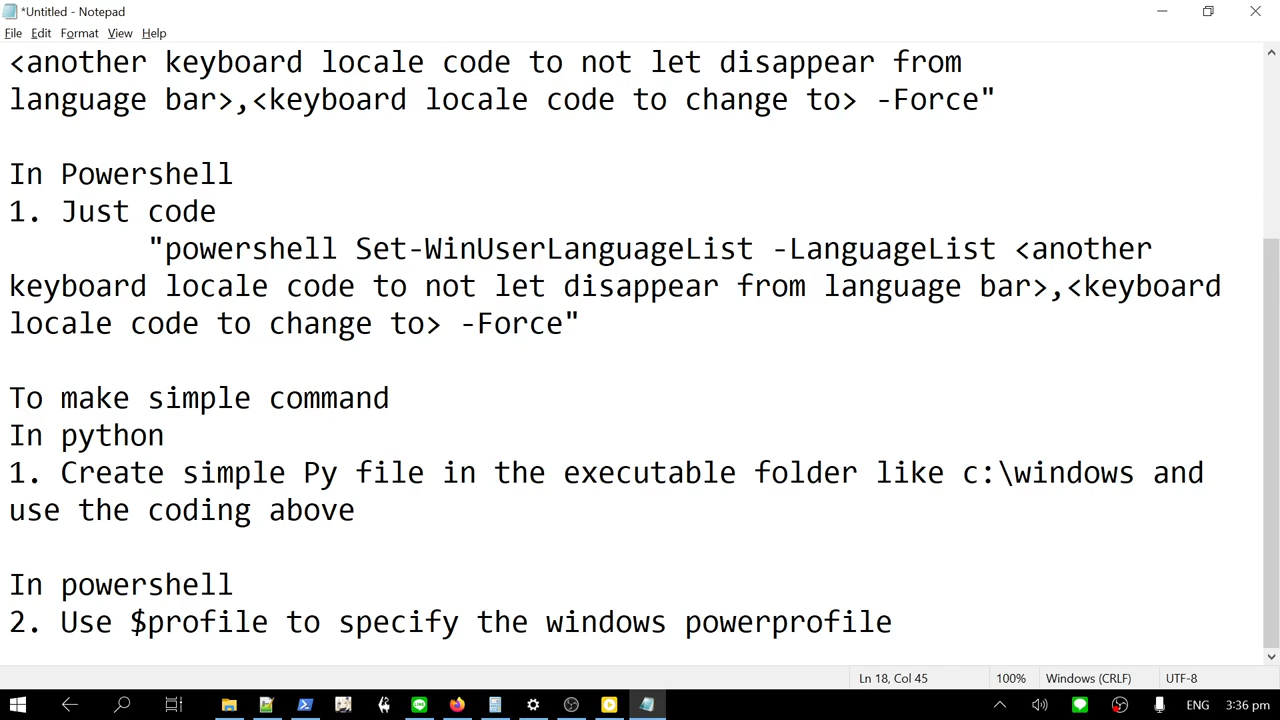 *Untitled - Notepad
File Edit Format View Help
<another keyboard locale code to not let disappear from
language bar>,<keyboard locale code to change to> -Force"
In Powershell
1. Just code
"powershell Set-WinUserLanguageList -LanguageList <another
keyboard locale code to not let disappear from language bar>,<keyboard
locale code to change to> -Force"
To make simple command
In python
1. Create simple Py file in the executable folder like c:\windows and
use the coding above
In powershell
2. Use $profile to specify the windows powerprofile
Ln 18, Col 45 100% Windows (CRLF) UTF-8
ENG 3:36 pm